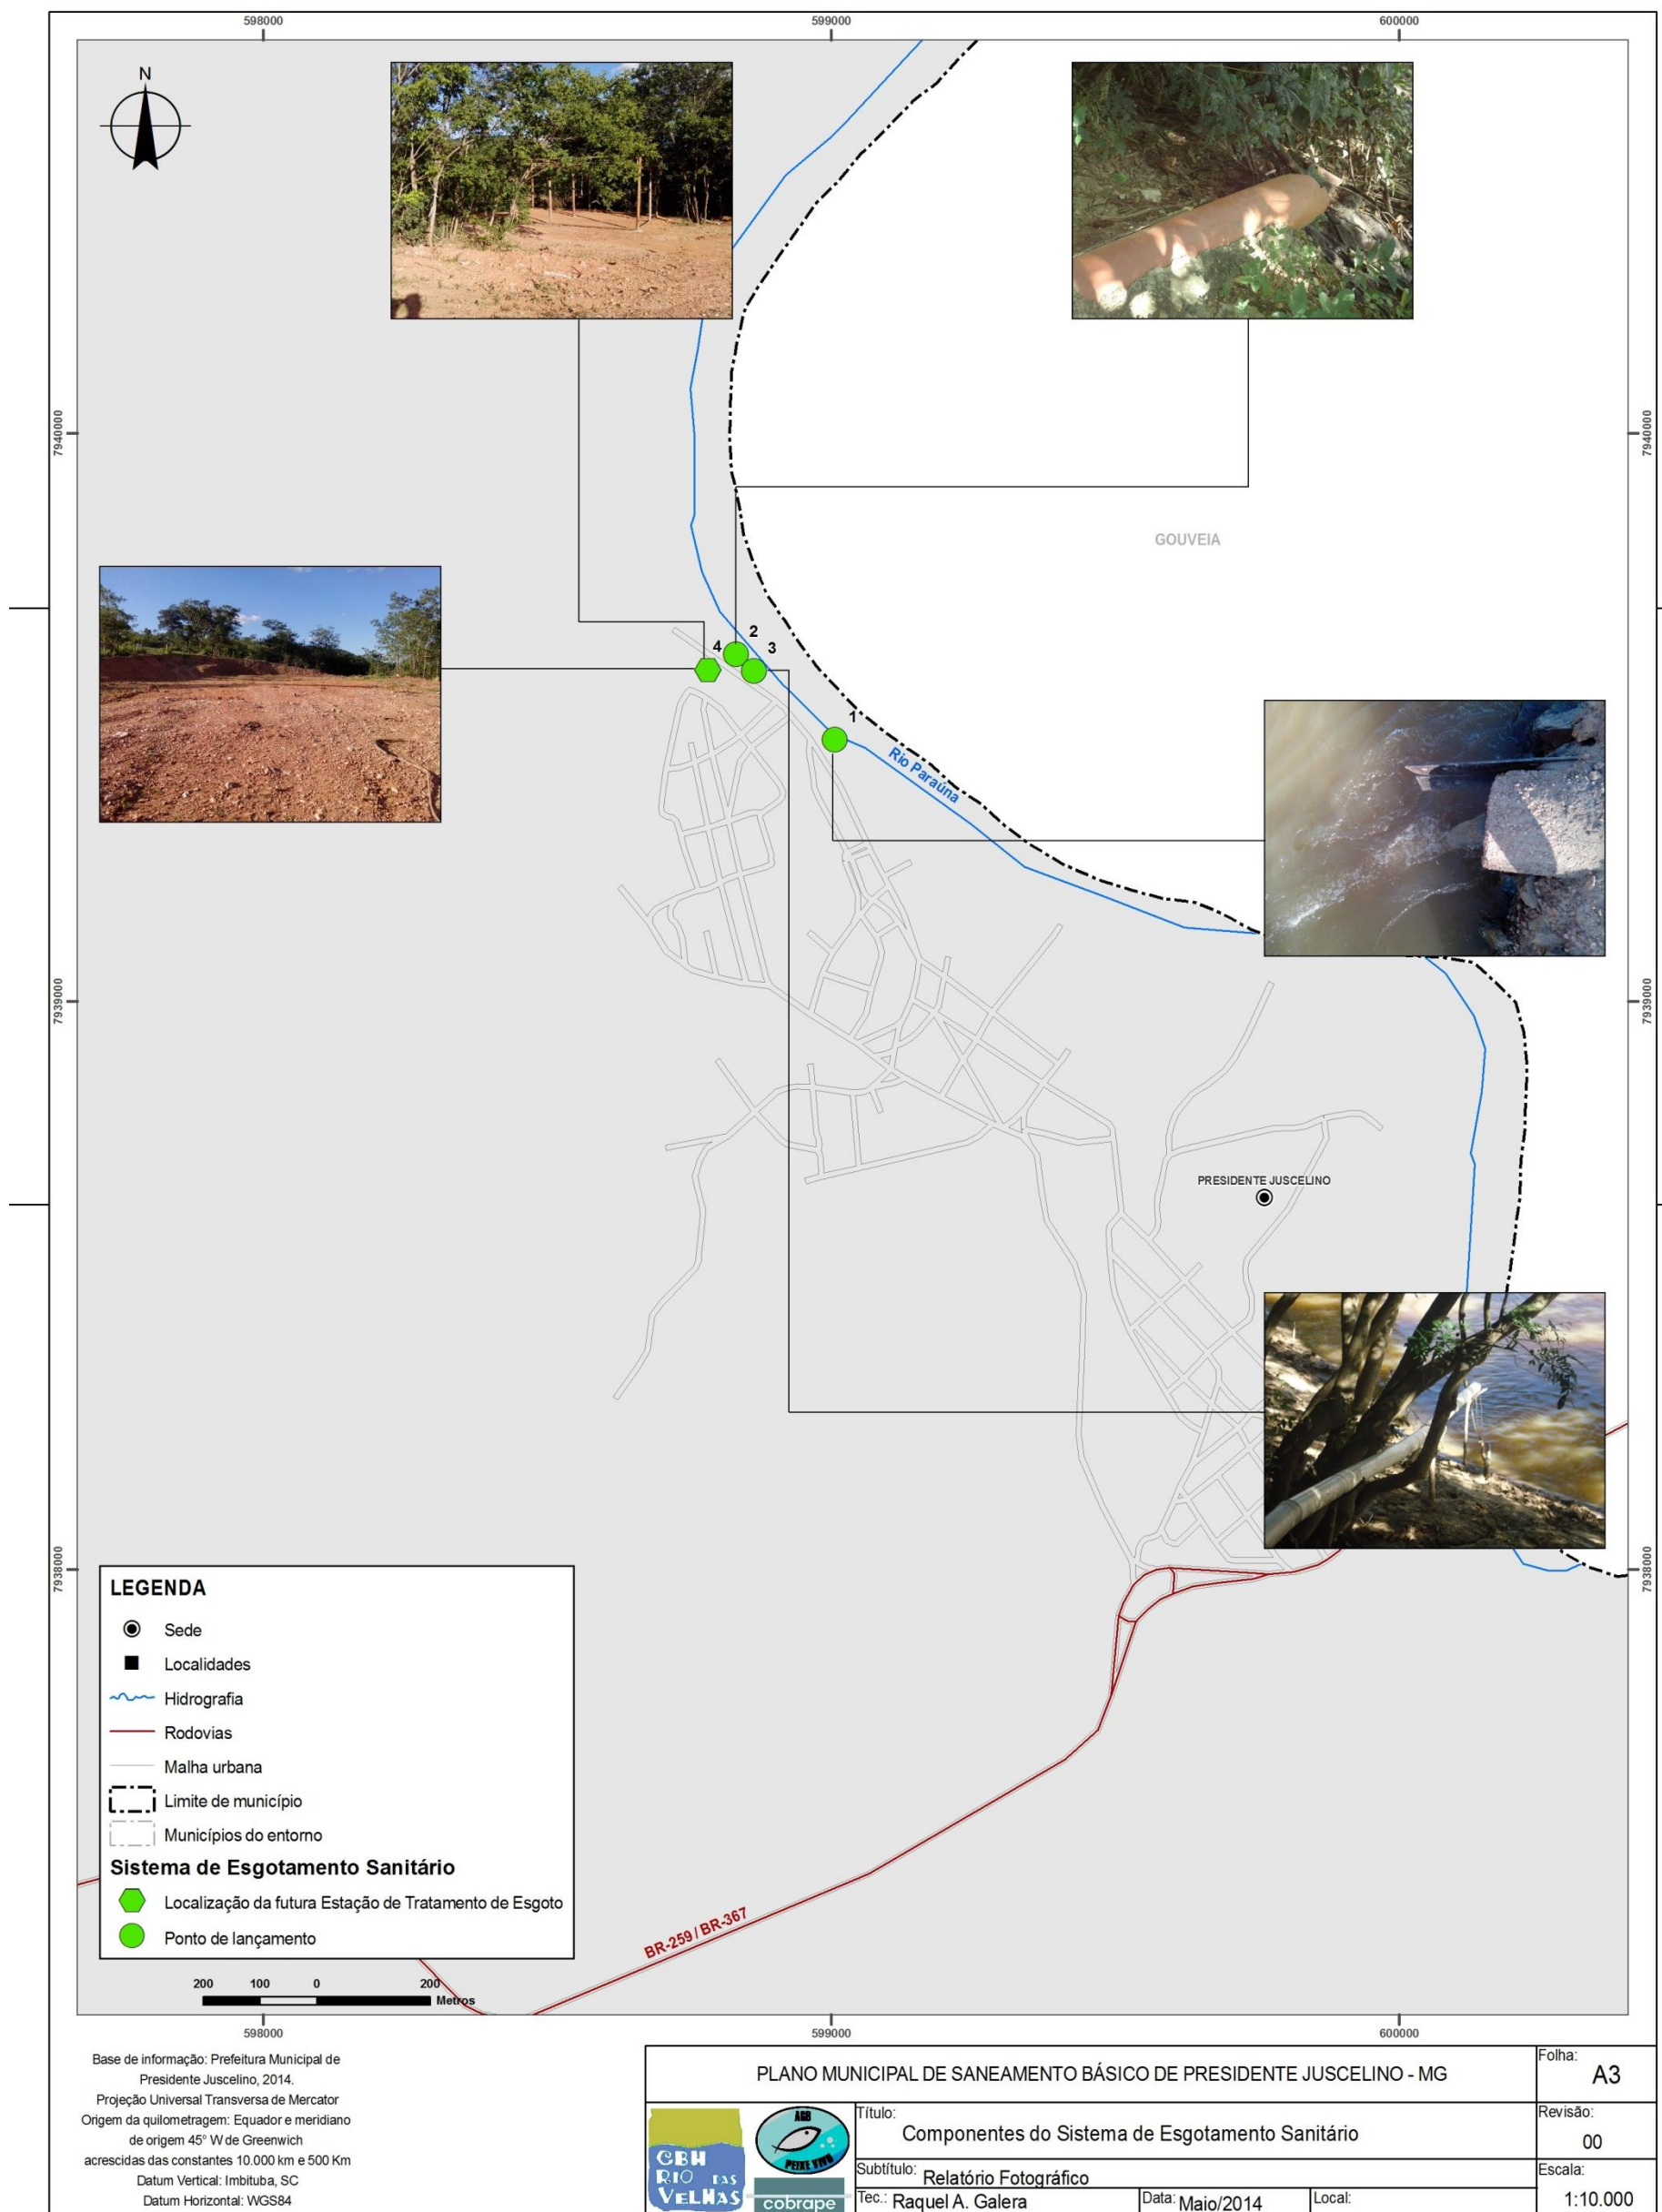 598000
599000
600000
N
7940000
7940000
GOUVEIA
2
4
3
1
Rio Paraúna
7939000
7939000
PRESIDENTE JUSCELINO
7938000
7938000
LEGENDA
Sede
Localidades
Hidrografia
Rodovias
Malha urbana
Limite de município
Municípios do entorno
Sistema de Esgotamento Sanitário
Localização da futura Estação de Tratamento de Esgoto
Ponto de lançamento
BR-259 / BR-367
200 100 0 200
Metros
598000
599000
600000
Base de informação: Prefeitura Municipal de
Presidente Juscelino, 2014.
Projeção Universal Transversa de Mercator
Origem da quilometragem: Equador e meridiano
de origem 45° W de Greenwich
acrescidas das constantes 10.000 km e 500 Km
Datum Vertical: Imbituba, SC
Datum Horizontal: WGS84
PLANO MUNICIPAL DE SANEAMENTO BÁSICO DE PRESIDENTE JUSCELINO - MG
Folha:
A3
CBH
RIO DAS
VELHAS
AGB
PEIXE VIVO
cobrape
Título:
Componentes do Sistema de Esgotamento Sanitário
Revisão:
00
Subtítulo: Relatório Fotográfico
Escala:
1:10.000
Tec.: Raquel A. Galera
Data: Maio/2014
Local: